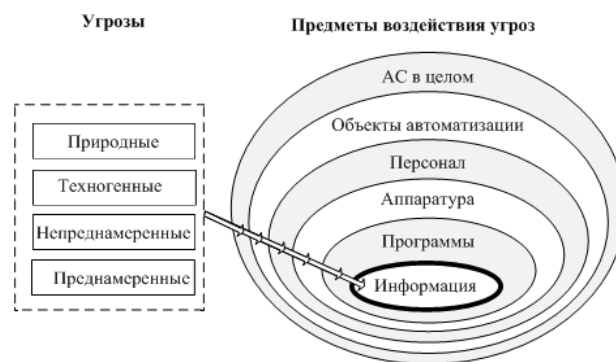 Угрозы
Предметы воздействия угроз
Природные
Техногенные
Непреднамеренные
Преднамеренные
АС в целом
Объекты автоматизации
Персонал
Аппаратура
Программы
Информация